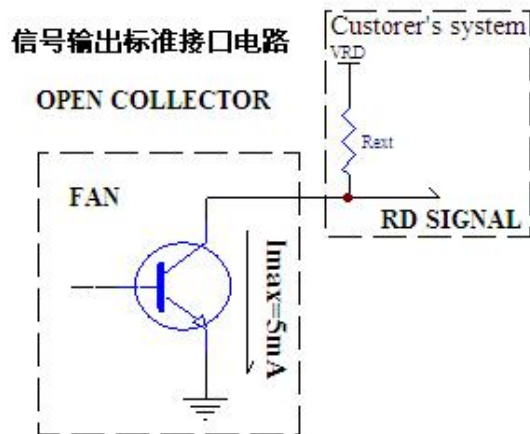 信号输出标准接口电路
OPEN COLLECTOR
Custorer's system
VRD
Rext
RD SIGNAL
FAN
Imax=5mA